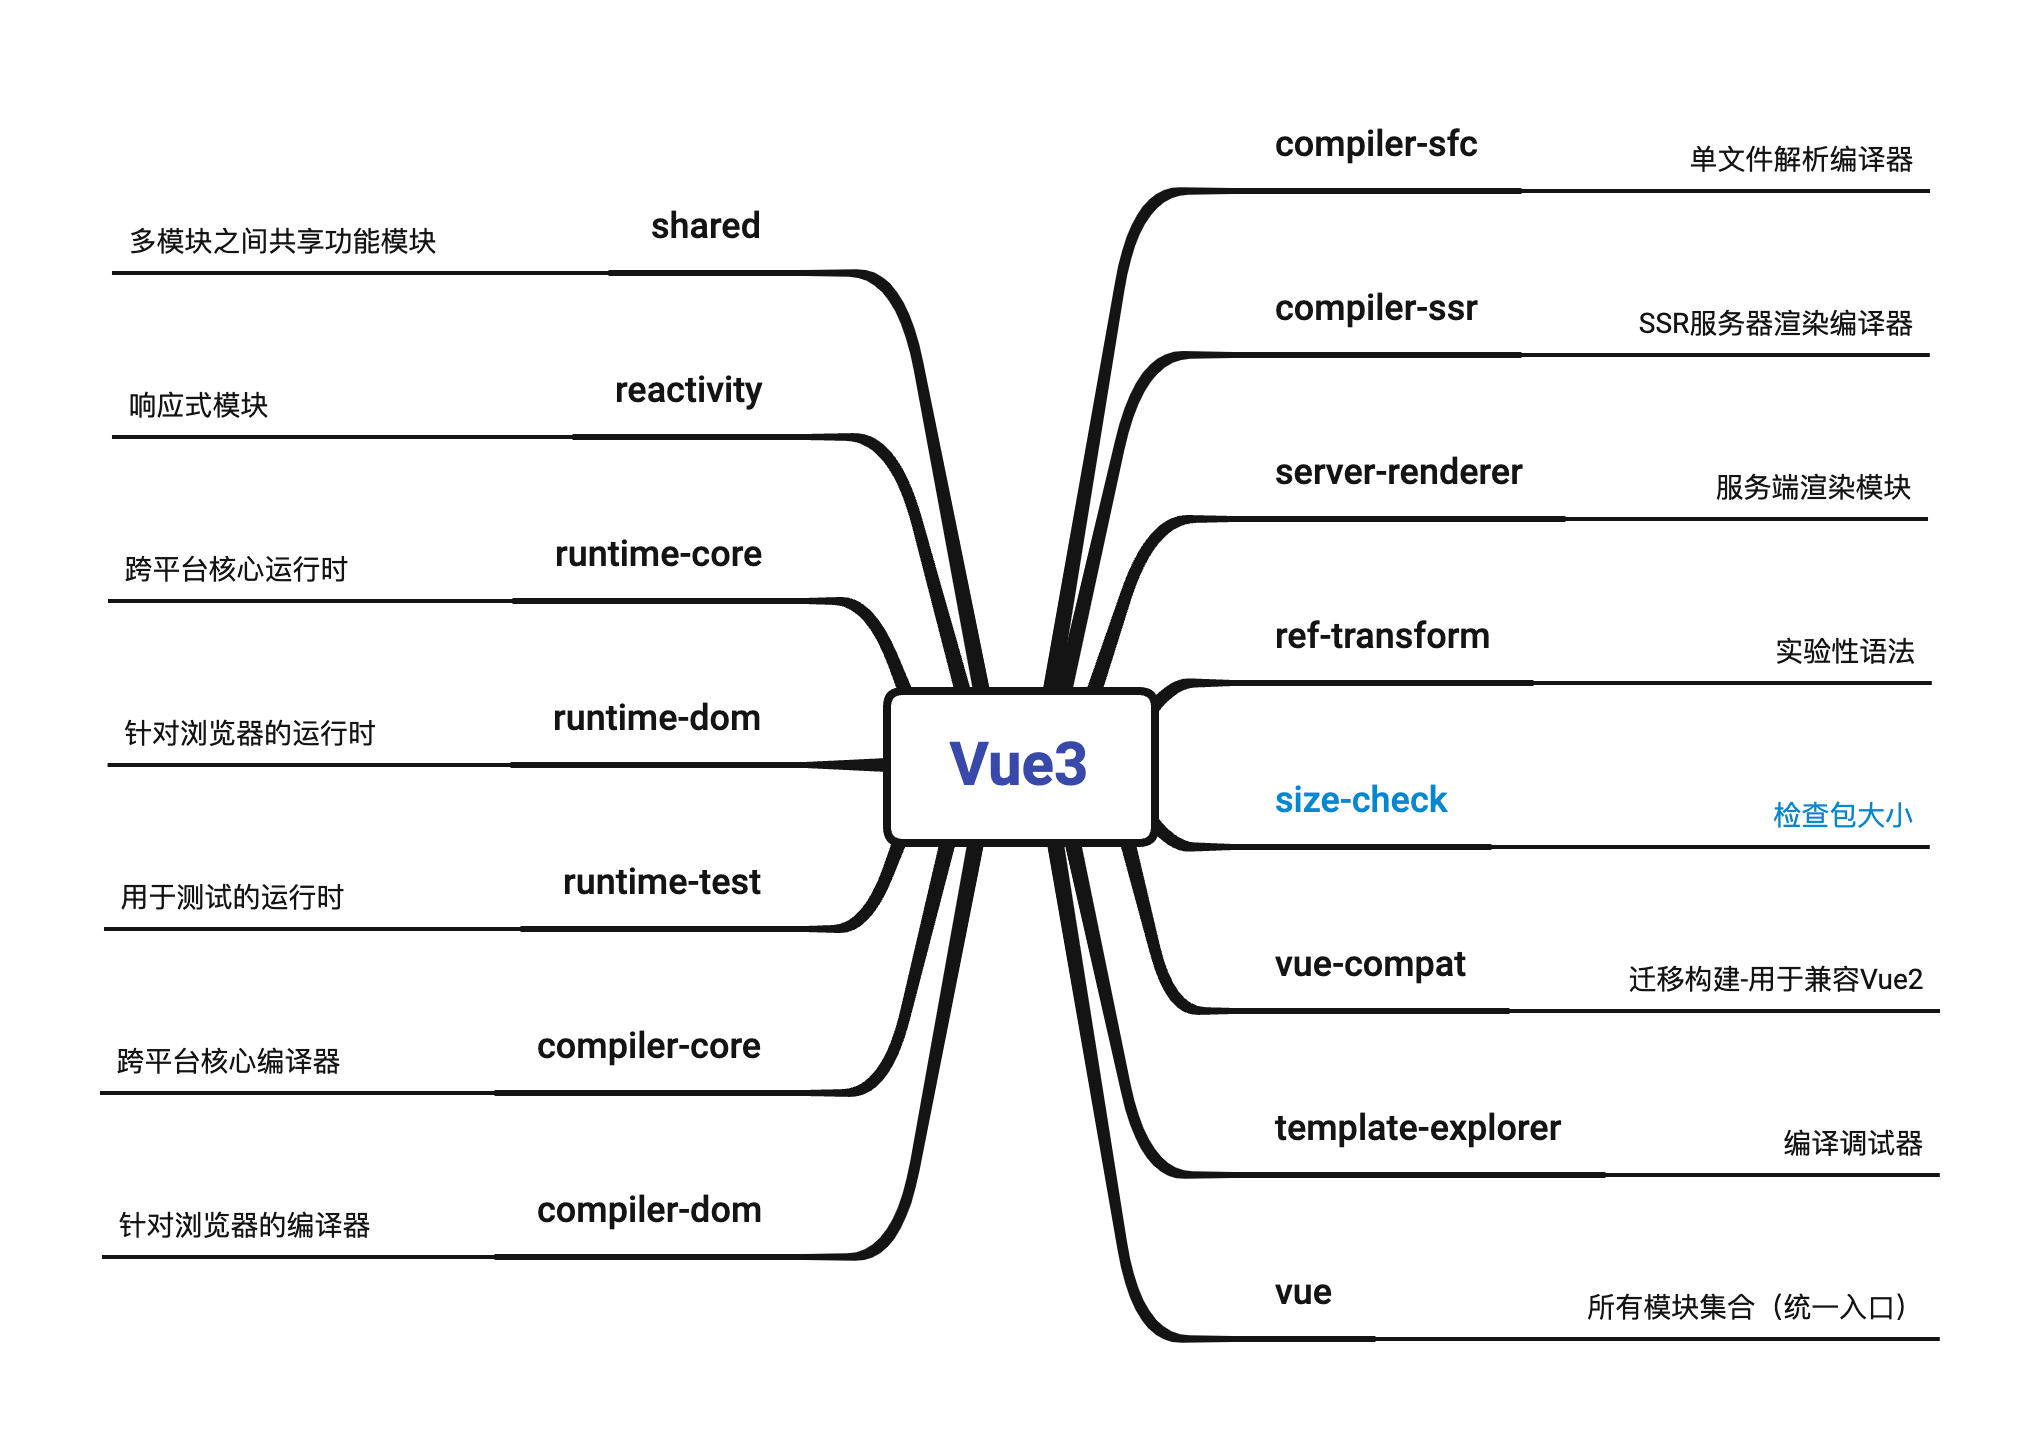 Vue3
compiler-sfc 单文件解析编译器
compiler-ssr SSR服务器渲染编译器
server-renderer 服务端渲染模块
ref-transform 实验性语法
size-check 检查包大小
vue-compat 迁移构建-用于兼容Vue2
template-explorer 编译调试器
vue 所有模块集合（统一入口）
多模块之间共享功能模块 shared
响应式模块 reactivity
跨平台核心运行时 runtime-core
针对浏览器的运行时 runtime-dom
用于测试的运行时 runtime-test
跨平台核心编译器 compiler-core
针对浏览器的编译器 compiler-dom